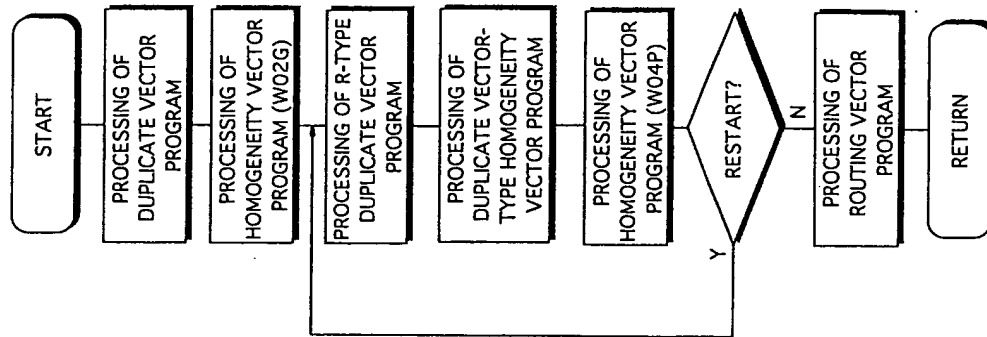 START
PROCESSING OF
DUPLICATE VECTOR
PROGRAM
PROCESSING OF
HOMOGENEITY VECTOR
PROGRAM (W02G)
PROCESSING OF R-TYPE
DUPLICATE VECTOR
PROGRAM
PROCESSING OF
DUPLICATE VECTOR-
TYPE HOMOGENEITY
VECTOR PROGRAM
PROCESSING OF
HOMOGENEITY VECTOR
PROGRAM (W04P)
RESTART?
Y
N
PROCESSING OF
ROUTING VECTOR
PROGRAM
RETURN